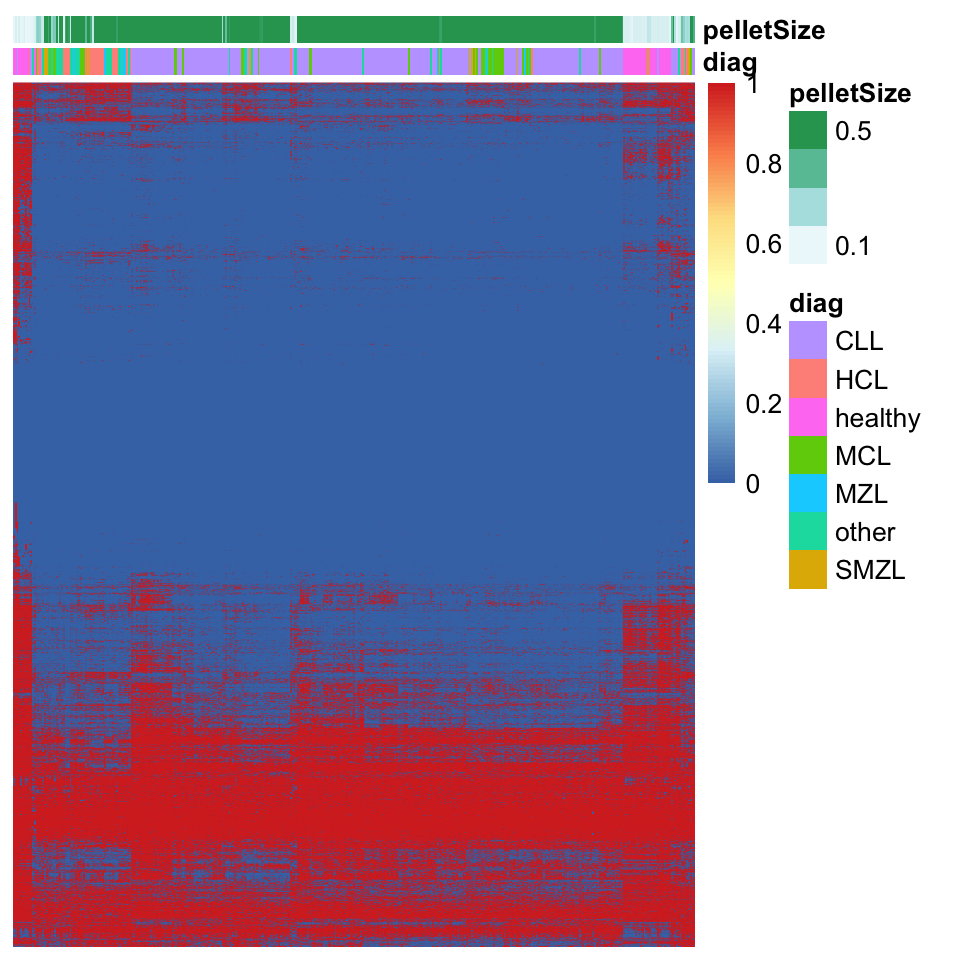 pelletSize
diag
1
0.8
0.6
0.4
0.2
0
pelletSize
0.5
0.1
diag
CLL
HCL
healthy
MCL
MZL
other
SMZL